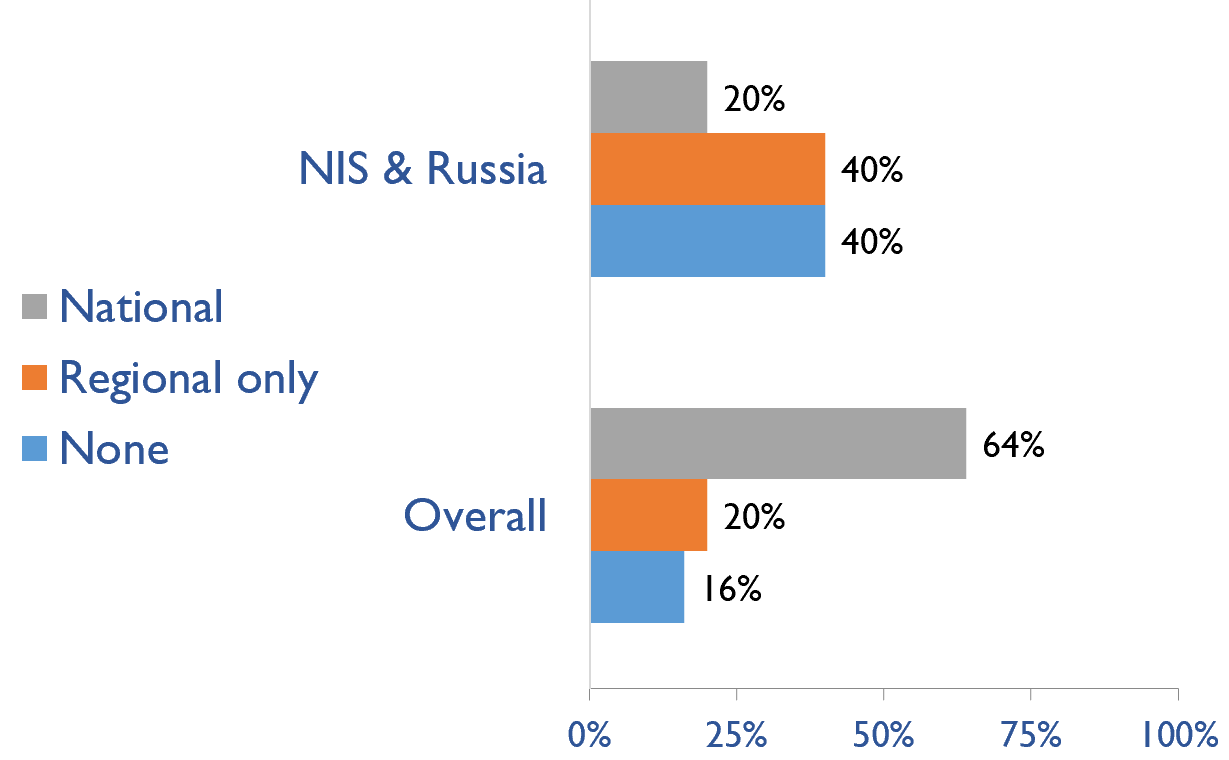 20%
NIS & Russia
40%
40%
National
Regional only
None
64%
Overall
20%
16%
0% 25% 50% 75% 100%